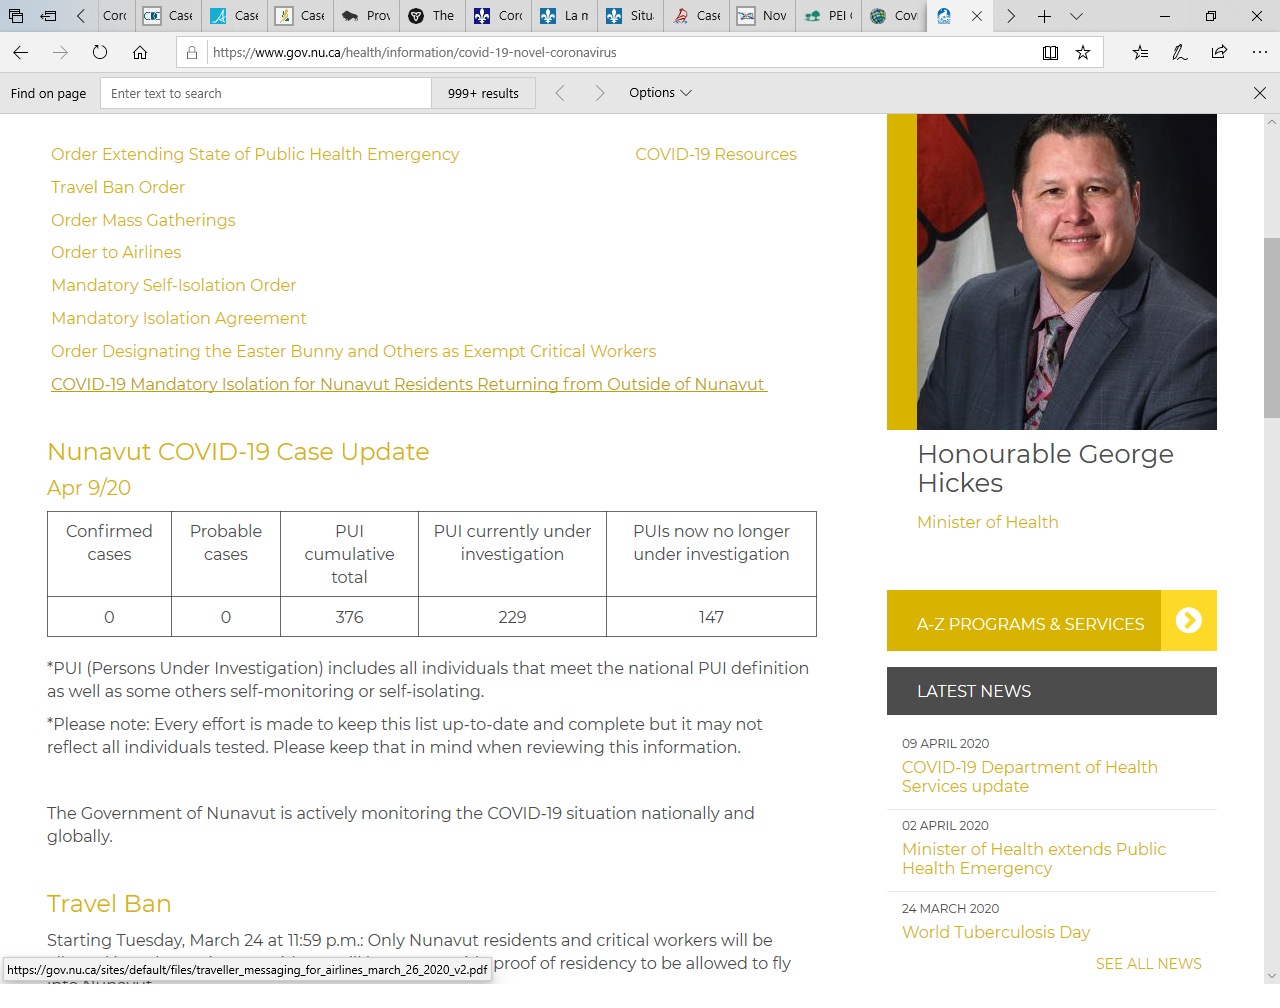 Corc
Case
Case
Case
Prov
The
Corc
La m
Situ
Case
Nov
PEI
Covi
https://www.gov.nu.ca/health/information/covid-19-novel-coronavirus
Find on page
Enter text to search
999+ results
Options
Order Extending State of Public Health Emergency
COVID-19 Resources
Travel Ban Order
Order Mass Gatherings
Order to Airlines
Mandatory Self-Isolation Order
Mandatory Isolation Agreement
Order Designating the Easter Bunny and Others as Exempt Critical Workers
COVID-19 Mandatory Isolation for Nunavut Residents Returning from Outside of Nunavut
Nunavut COVID-19 Case Update
Apr 9/20
Confirmed cases
Probable cases
PUI cumulative total
PUI currently under investigation
PUIs now no longer under investigation
0
0
376
229
147
*PUI (Persons Under Investigation) includes all individuals that meet the national PUI definition
as well as some others self-monitoring or self-isolating.
*Please note: Every effort is made to keep this list up-to-date and complete but it may not
reflect all individuals tested. Please keep that in mind when reviewing this information.
The Government of Nunavut is actively monitoring the COVID-19 situation nationally and
globally.
Travel Ban
Starting Tuesday, March 24 at 11:59 p.m.: Only Nunavut residents and critical workers will be
proof of residency to be allowed to fly
into Nunavut
https://gov.nu.ca/sites/default/files/traveller_messaging_for_airlines_march_26_2020_v2.pdf
Honourable George
Hickes
Minister of Health
A-Z PROGRAMS & SERVICES
LATEST NEWS
09 APRIL 2020
COVID-19 Department of Health
Services update
02 APRIL 2020
Minister of Health extends Public
Health Emergency
24 MARCH 2020
World Tuberculosis Day
SEE ALL NEWS